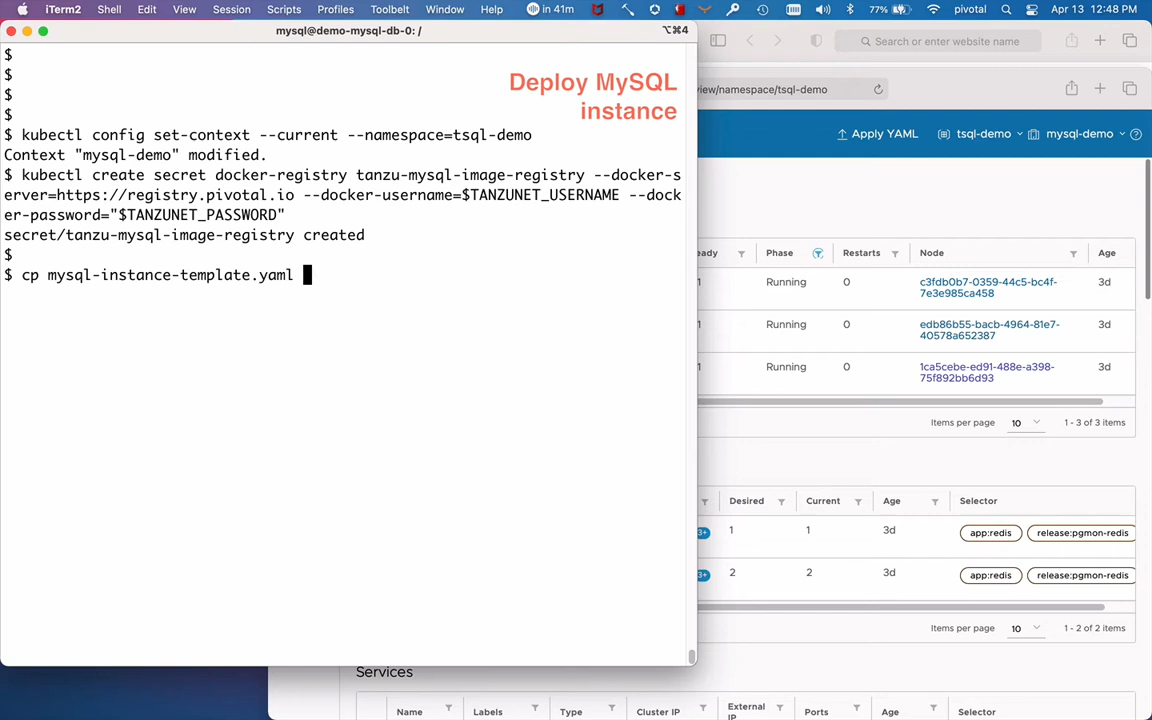 iTerm2 Shell Edit View Session Scripts Profiles Toolbelt Window Help in 41m 77% pivotal Apr 13 12:48 PM
mysql@demo-mysql-db-0: / ⌥⌘4
Search or enter website name
$
$
$
$
Deploy MySQL
instance
view/namespace/tsql-demo
$ kubectl config set-context --current --namespace=tsql-demo
Context "mysql-demo" modified.
$ kubectl create secret docker-registry tanzu-mysql-image-registry --docker-s
erver=https://registry.pivotal.io --docker-username=$TANZUNET_USERNAME --dock
er-password="$TANZUNET_PASSWORD"
secret/tanzu-mysql-image-registry created
$
$ cp mysql-instance-template.yaml
Apply YAML tsql-demo mysql-demo
eady Phase Restarts Node Age
1 Running 0 c3fdb0b7-0359-44c5-bc4f-
7e3e985ca458 3d
1 Running 0 edb86b55-bacb-4964-81e7-
40578a652387 3d
1 Running 0 1ca5cebe-ed91-488e-a398-
75f892bb6d93 3d
Items per page 10 1 - 3 of 3 items
Desired Current Age Selector
3+ 1 1 3d app:redis release:pgmon-redis
3+ 2 2 3d app:redis release:pgmon-redis
Items per page 10 1 - 2 of 2 items
Services
Name Labels Type Cluster IP External
IP Ports Age Selector